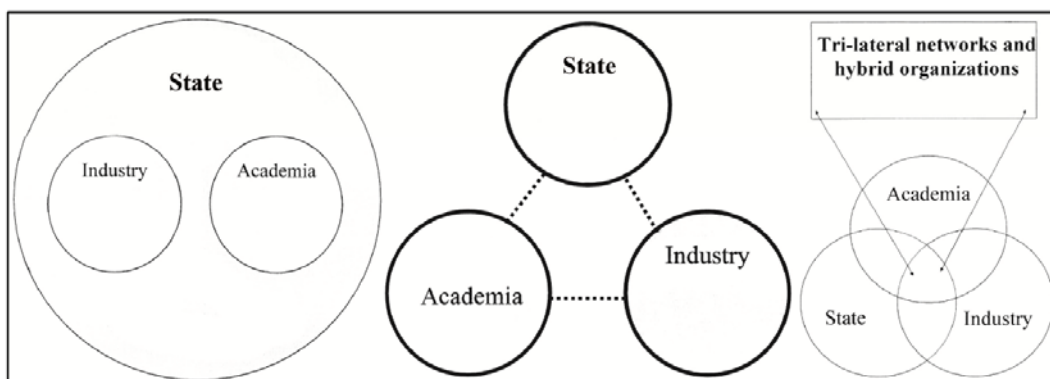 State
Industry
Academia
State
Academia
Industry
Tri-lateral networks and
hybrid organizations
Academia
State
Industry